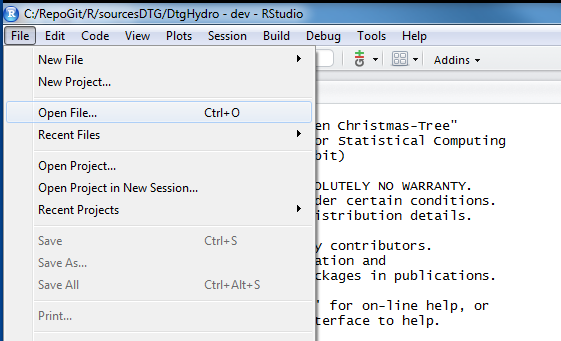 C:/RepoGit/R/sourcesDTG/DtgHydro - dev - RStudio
File Edit Code View Plots Session Build Debug Tools Help
New File
New Project...
Addins
Open File... Ctrl+O
Recent Files
Open Project...
Open Project in New Session...
Recent Projects
Save Ctrl+S
Save As...
Save All Ctrl+Alt+S
Print...
en Christmas-Tree"
or Statistical Computing
bit)
OLUTELY NO WARRANTY.
der certain conditions.
istribution details.
y contributors.
ation and
ckages in publications.
" for on-line help, or
terface to help.